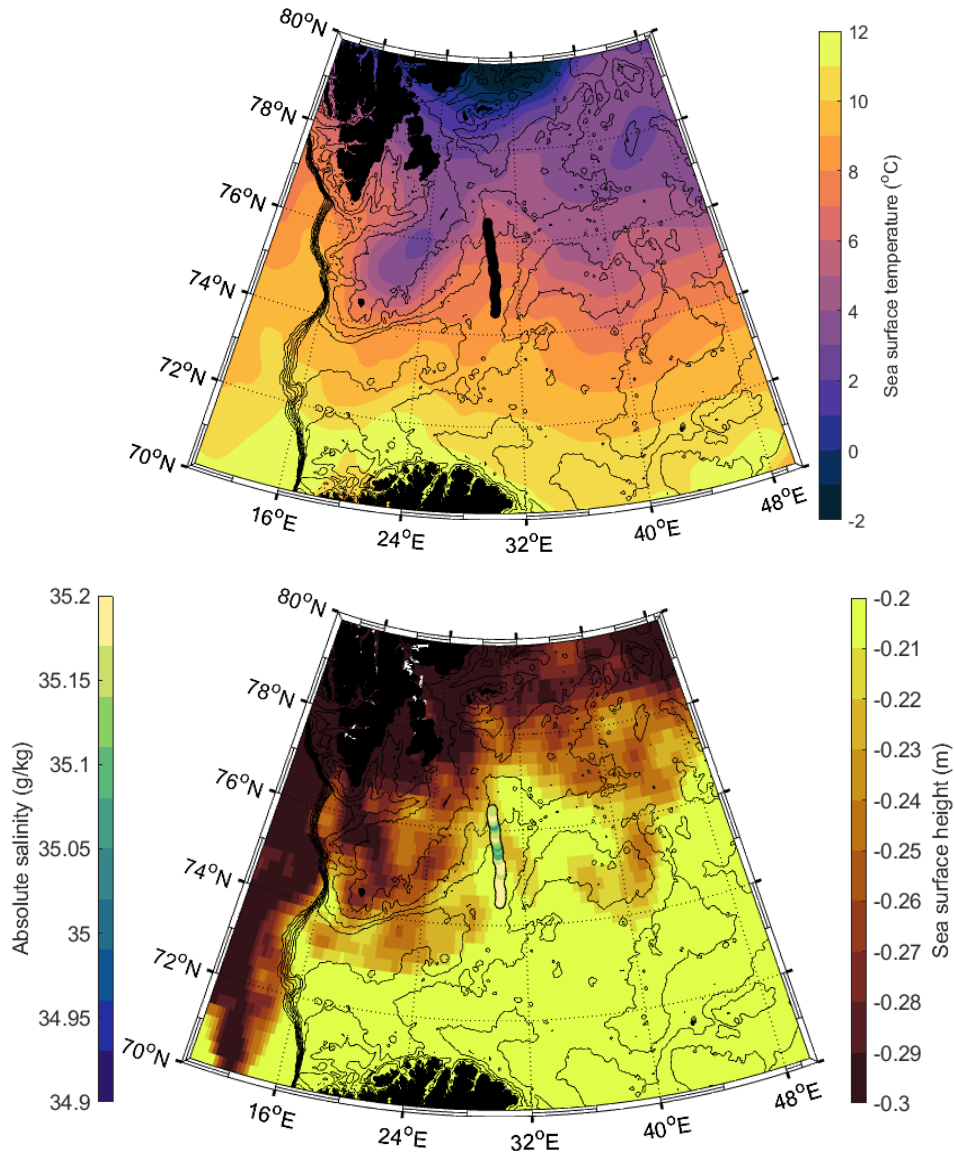 80°N
78°N
76°N
74°N
72°N
70°N
16°E
24°E
32°E
40°E
48°E
12
10
8
6
4
2
0
-2
Sea surface temperature (°C)
35.2
35.15
35.1
35.05
35
34.95
34.9
Absolute salinity (g/kg)
80°N
78°N
76°N
74°N
72°N
70°N
16°E
24°E
32°E
40°E
48°E
-0.2
-0.21
-0.22
-0.23
-0.24
-0.25
-0.26
-0.27
-0.28
-0.29
-0.3
Sea surface height (m)